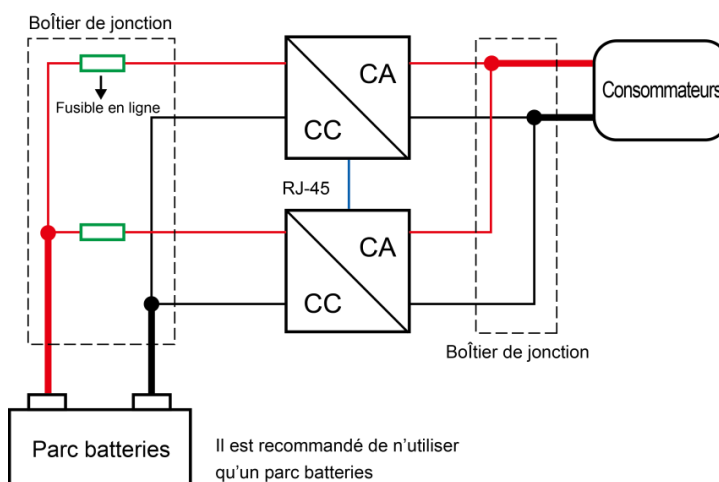 BoÎtier de jonction
Fusible en ligne
CA
CC
Consommateurs
RJ-45
CA
CC
BoÎtier de jonction
Parc batteries
Il est recommandé de n’utiliser
qu’un parc batteries